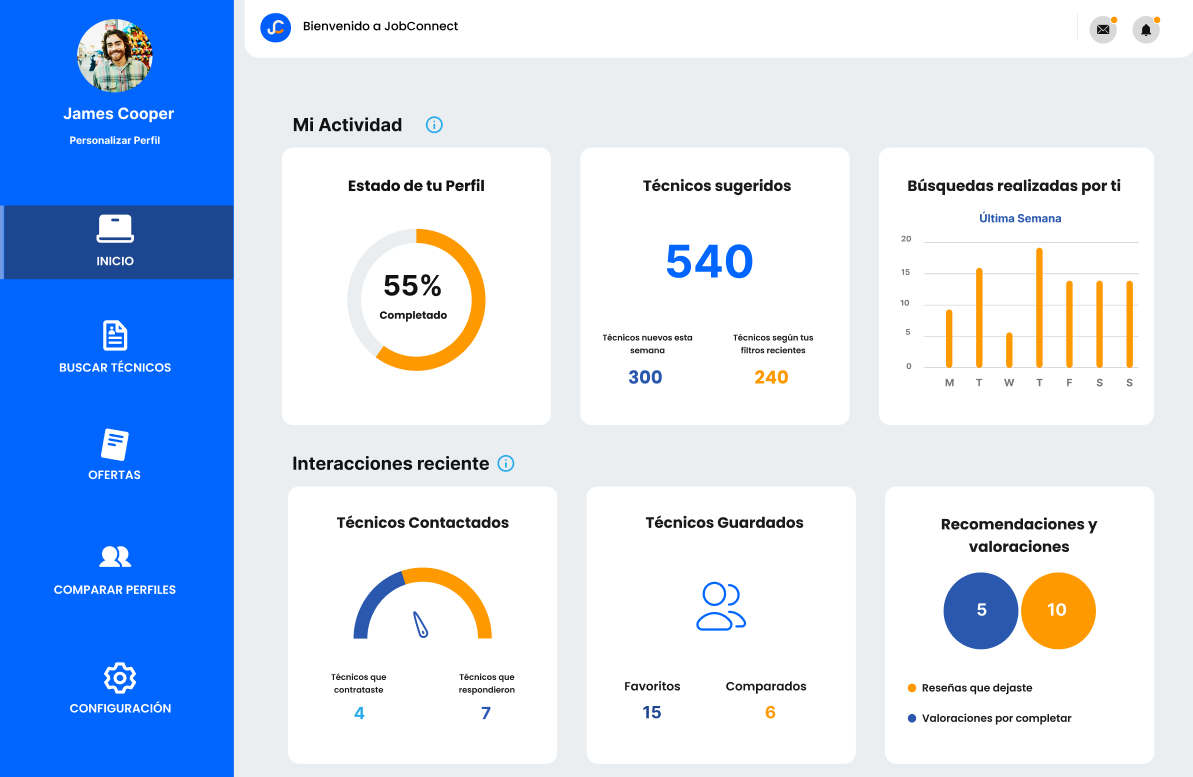 James Cooper
Personalizar Perfil
INICIO
BUSCAR TÉCNICOS
OFERTAS
COMPARAR PERFILES
CONFIGURACIÓN
JC
Bienvenido a JobConnect
Mi Actividad
Estado de tu Perfil
55%
Completado
Técnicos sugeridos
540
Técnicos nuevos esta
semana
300
Técnicos según tus
filtros recientes
240
Búsquedas realizadas por ti
Última Semana
20
15
10
5
0
M T W T F S S
Interacciones reciente
Técnicos Contactados
Técnicos que
contrataste
4
Técnicos que
respondieron
7
Técnicos Guardados
Favoritos
15
Comparados
6
Recomendaciones y
valoraciones
5
10
Reseñas que dejaste
Valoraciones por completar